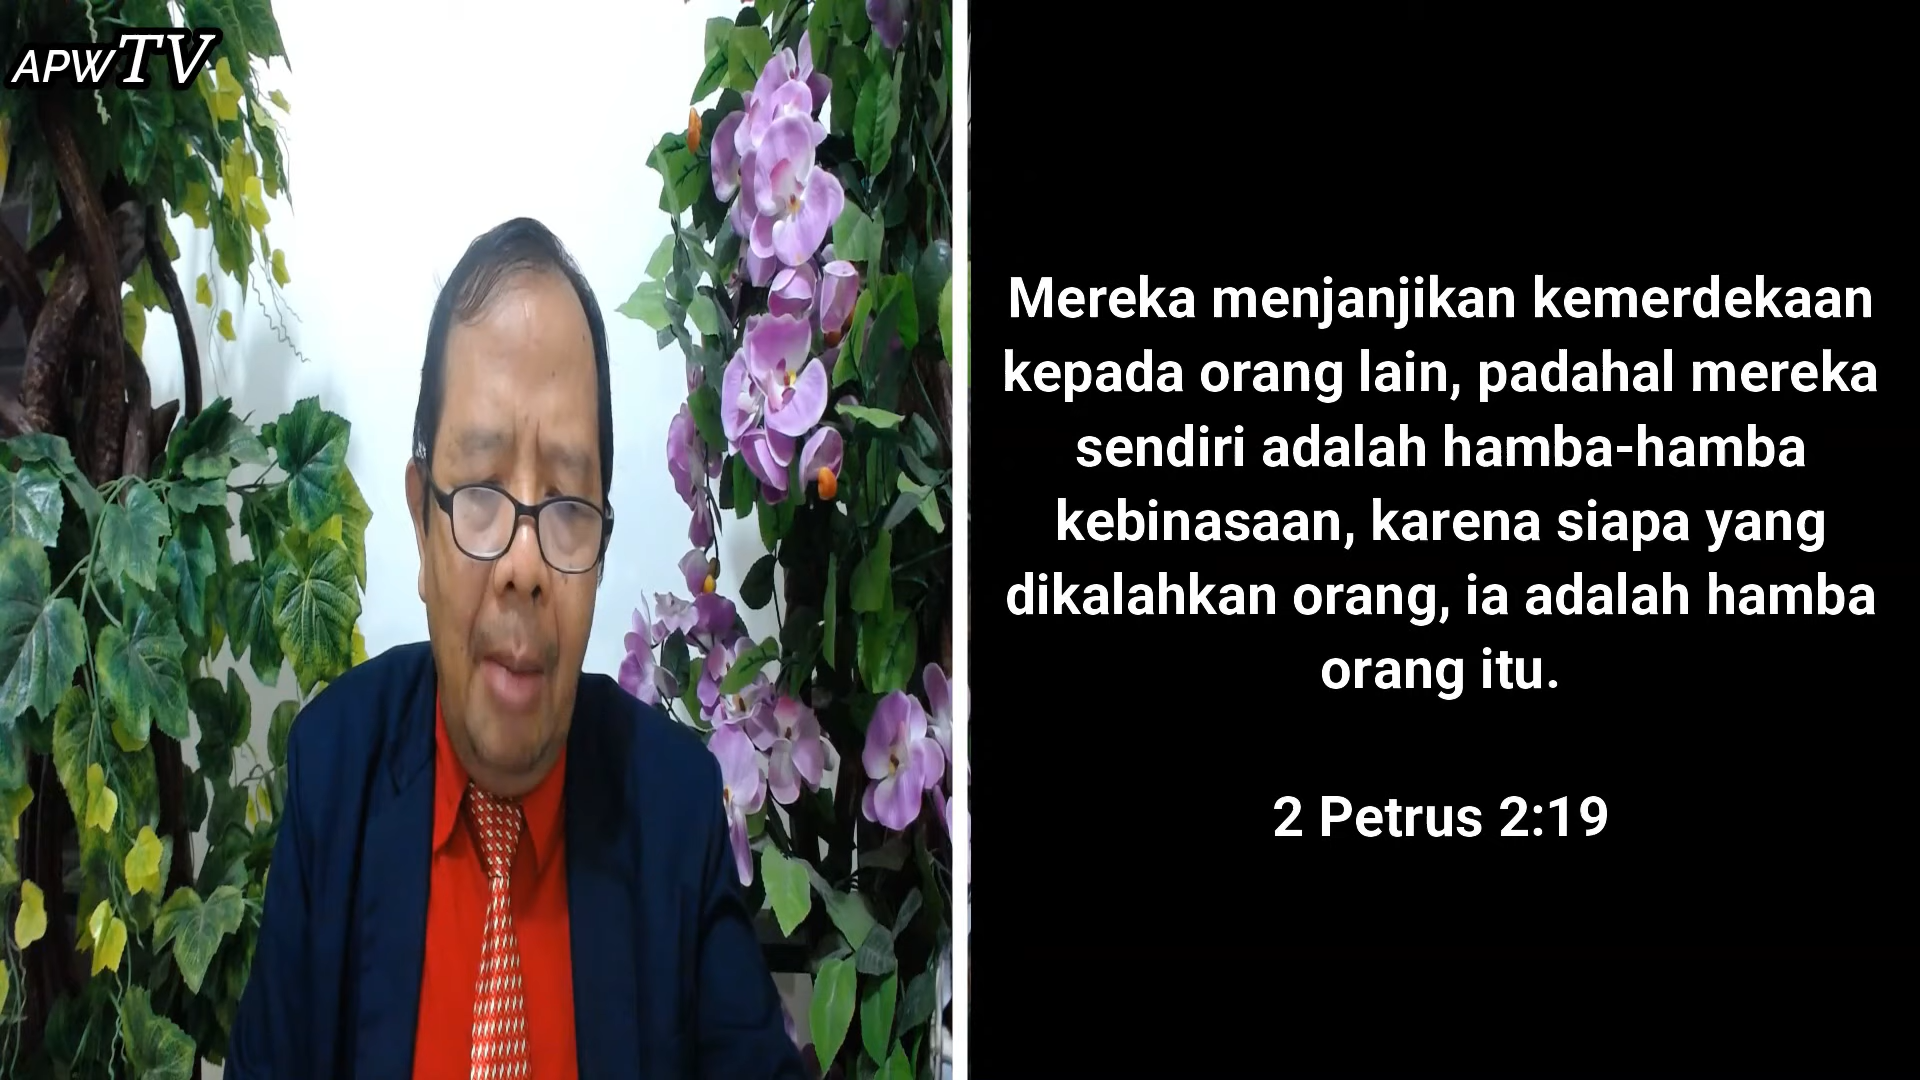 APWTV
Mereka menjanjikan kemerdekaan
kepada orang lain, padahal mereka
sendiri adalah hamba-hamba
kebinasaan, karena siapa yang
dikalahkan orang, ia adalah hamba
orang itu.
2 Petrus 2:19